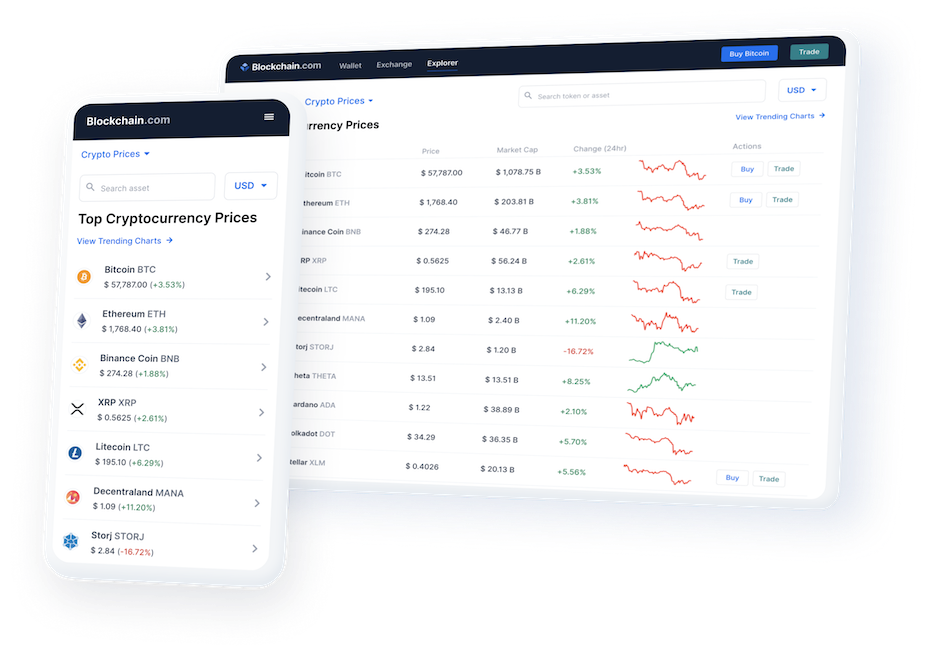 Blockchain.com
Crypto Prices
Search asset
USD
Top Cryptocurrency Prices
View Trending Charts
Bitcoin BTC
$ 57,787.00 (+3.53%)
Ethereum ETH
$ 1,768.40 (+3.81%)
Binance Coin BNB
$ 274.28 (+1.88%)
XRP XRP
$ 0.5625 (+2.61%)
Litecoin LTC
$ 195.10 (+6.29%)
Decentraland MANA
$ 1.09 (+11.20%)
Storj STORJ
$ 2.84 (-16.72%)
Blockchain.com Wallet Exchange Explorer Buy Bitcoin Trade
Crypto Prices Search token or asset USD
rrency Prices View Trending Charts
Price Market Cap Change (24hr) Actions
itcoin BTC $ 57,787.00 $ 1,078.75 B +3.53% Buy Trade
thereum ETH $ 1,768.40 $ 203.81 B +3.81% Buy Trade
inance Coin BNB $ 274.28 $ 46.77 B +1.88%
RP XRP $ 0.5625 $ 56.24 B +2.61% Trade
itecoin LTC $ 195.10 $ 13.13 B +6.29% Trade
ecentraland MANA $ 1.09 $ 2.40 B +11.20%
torj STORJ $ 2.84 $ 1.20 B -16.72%
heta THETA $ 13.51 $ 13.51 B +8.25%
ardano ADA $ 1.22 $ 38.89 B +2.10%
olkadot DOT $ 34.29 $ 36.35 B +5.70%
tellar XLM $ 0.4026 $ 20.13 B +5.56% Buy Trade